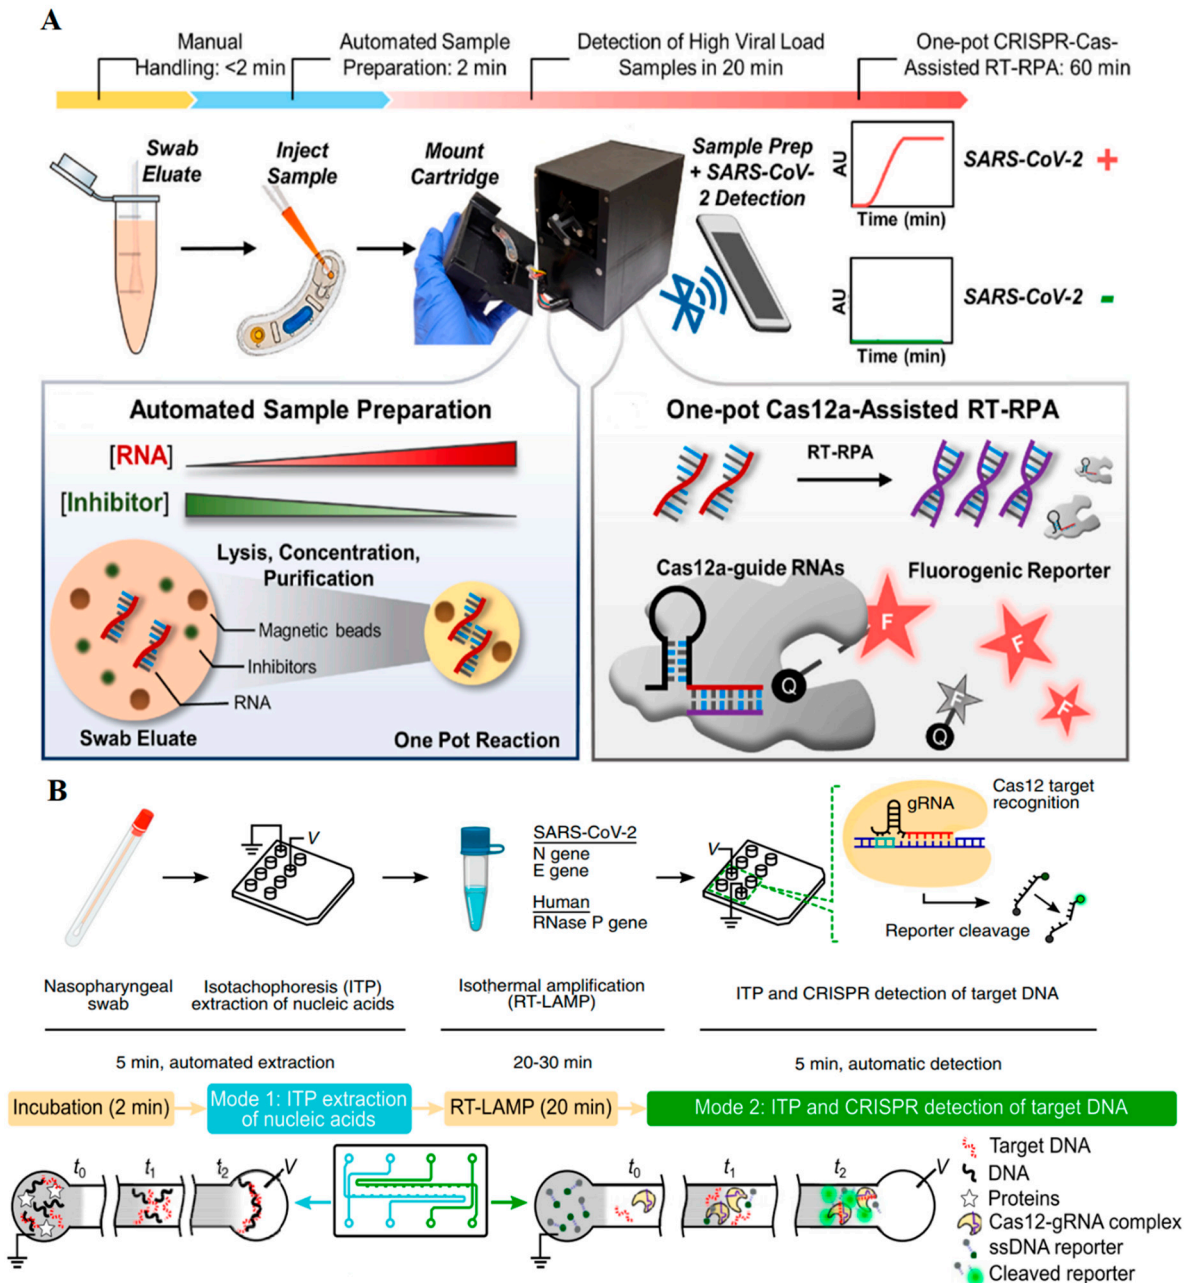 A
Manual
Handling: <2 min
Automated Sample
Preparation: 2 min
Detection of High Viral Load
Samples in 20 min
One-pot CRISPR-Cas-
Assisted RT-RPA: 60 min
Swab
Eluate
Inject
Sample
Mount
Cartridge
Sample Prep
+ SARS-CoV-
2 Detection
AU
Time (min)
SARS-CoV-2 +
AU
Time (min)
SARS-CoV-2 -
Automated Sample Preparation
[RNA]
[Inhibitor]
Lysis, Concentration,
Purification
Magnetic beads
Inhibitors
RNA
Swab Eluate
One Pot Reaction
One-pot Cas12a-Assisted RT-RPA
RT-RPA
Cas12a-guide RNAs
Fluorogenic Reporter
F
Q
F
F
Q
F
B
V
SARS-CoV-2
N gene
E gene
Human
RNase P gene
V
gRNA
Cas12 target
recognition
Reporter cleavage
Nasopharyngeal
swab
Isotachophoresis (ITP)
extraction of nucleic acids
Isothermal amplification
(RT-LAMP)
ITP and CRISPR detection of target DNA
5 min, automated extraction
20-30 min
5 min, automatic detection
Incubation (2 min)
Mode 1: ITP extraction
of nucleic acids
RT-LAMP (20 min)
Mode 2: ITP and CRISPR detection of target DNA
t0
t1
t2
V
t0
t1
t2
V
Target DNA
DNA
Proteins
Cas12-gRNA complex
ssDNA reporter
Cleaved reporter